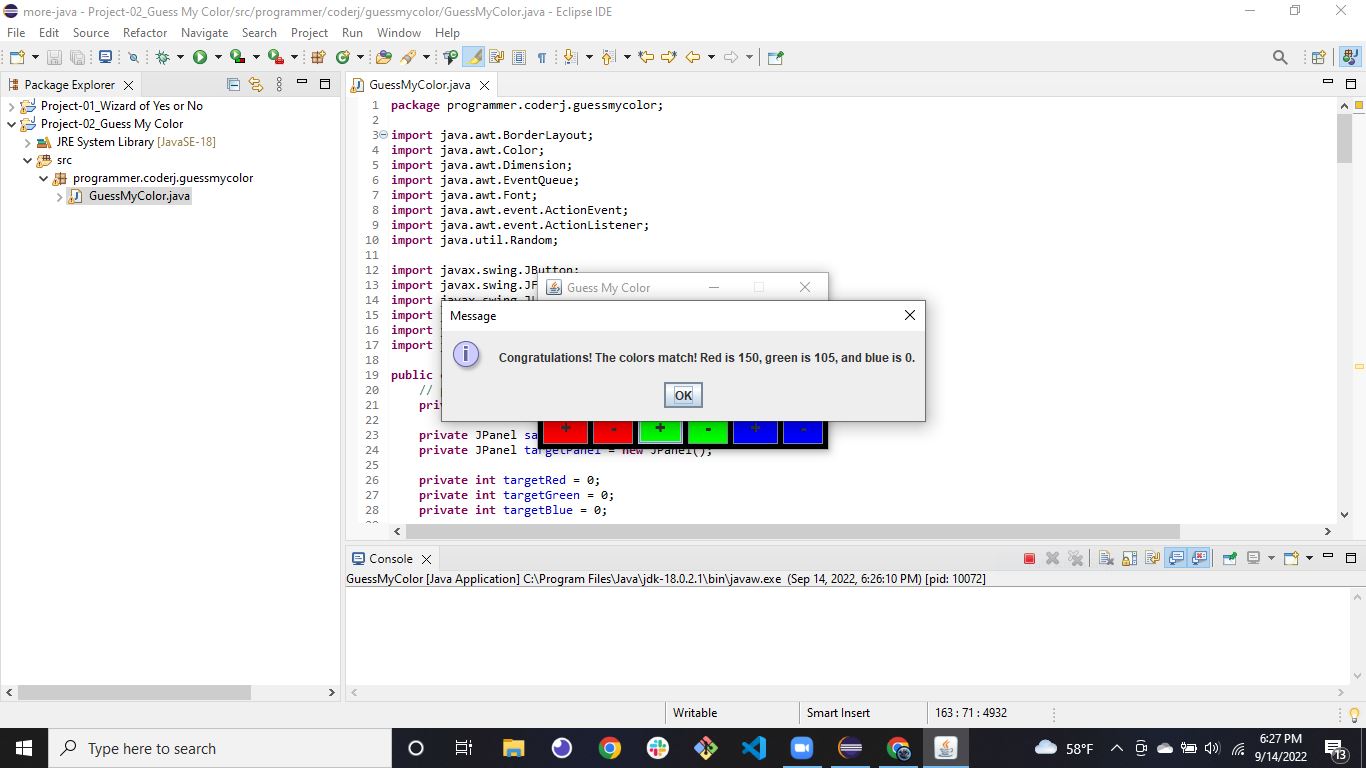 more-java - Project-02_Guess My Color/src/programmer/coderj/guessmycolor/GuessMyColor.java - Eclipse IDE
File Edit Source Refactor Navigate Search Project Run Window Help
Package Explorer
Project-01_Wizard of Yes or No
Project-02_Guess My Color
JRE System Library [JavaSE-18]
src
programmer.coderj.guessmycolor
GuessMyColor.java
GuessMyColor.java
1 package programmer.coderj.guessmycolor;
2
3 import java.awt.BorderLayout;
4 import java.awt.Color;
5 import java.awt.Dimension;
6 import java.awt.EventQueue;
7 import java.awt.Font;
8 import java.awt.event.ActionEvent;
9 import java.awt.event.ActionListener;
10 import java.util.Random;
11
12 import javax.swing.JButton;
13 import javax.swing.JF
14 import javax.swing.
15 import
16 import
17 import
18
19 public
20 //
21 pri
22
23 private JPanel sa
24 private JPanel targetPanel = new JPanel();
25
26 private int targetRed = 0;
27 private int targetGreen = 0;
28 private int targetBlue = 0;
Guess My Color
Message
Congratulations! The colors match! Red is 150, green is 105, and blue is 0.
OK
+ - + - + -
Console
GuessMyColor [Java Application] C:\Program Files\Java\jdk-18.0.2.1\bin\javaw.exe (Sep 14, 2022, 6:26:10 PM) [pid: 10072]
Writable Smart Insert 163 : 71 : 4932
Type here to search
58°F
6:27 PM
9/14/2022
13